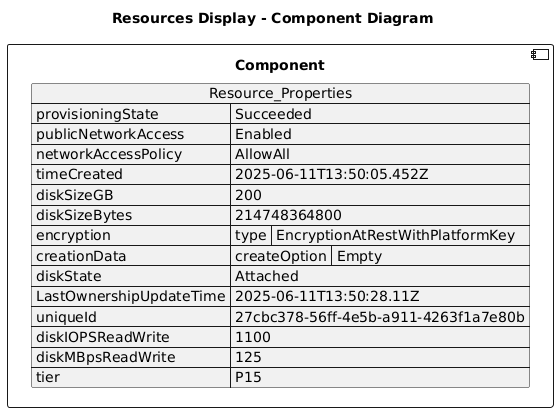 Resources Display - Component Diagram
Component
Resource_Properties
provisioningState Succeeded
publicNetworkAccess Enabled
networkAccessPolicy AllowAll
timeCreated 2025-06-11T13:50:05.452Z
diskSizeGB 200
diskSizeBytes 214748364800
encryption type EncryptionAtRestWithPlatformKey
creationData createOption Empty
diskState Attached
LastOwnershipUpdateTime 2025-06-11T13:50:28.11Z
uniqueId 27cbc378-56ff-4e5b-a911-4263f1a7e80b
diskIOPSReadWrite 1100
diskMBpsReadWrite 125
tier P15